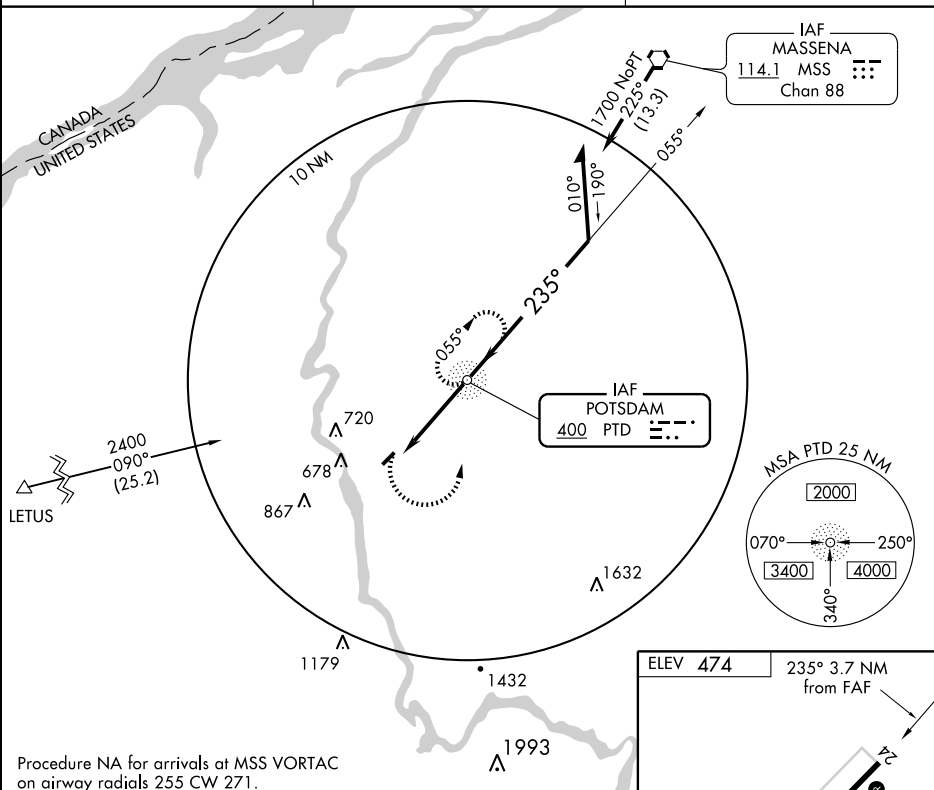 IAF
MASSENA
114.1 MSS
Chan 88
CANADA
UNITED STATES
10 NM
1700 NoPT
225°
(13.3)
055°
010°
190°
235°
055°
IAF
POTSDAM
400 PTD
2400
090°
(25.2)
LETUS
720
678
867
MSA PTD 25 NM
2000
070°
250°
3400
4000
340°
1632
1179
1432
1993
ELEV 474
235° 3.7 NM
from FAF
24
Procedure NA for arrivals at MSS VORTAC
on airway radials 255 CW 271.